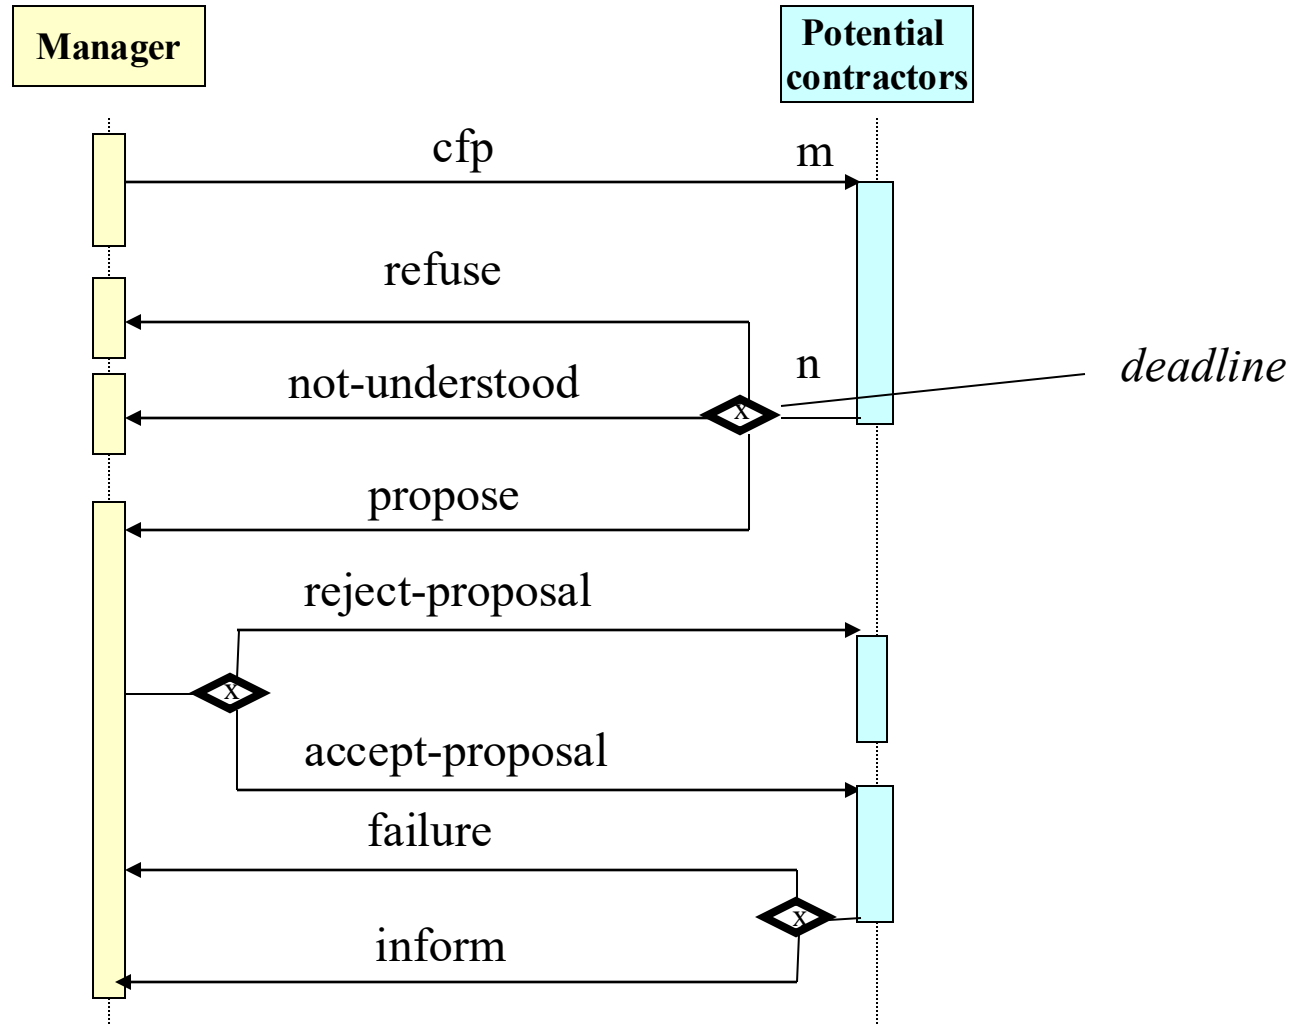 Manager
Potential
contractors
cfp
m
refuse
n
deadline
not-understood
x
propose
reject-proposal
x
accept-proposal
failure
x
inform